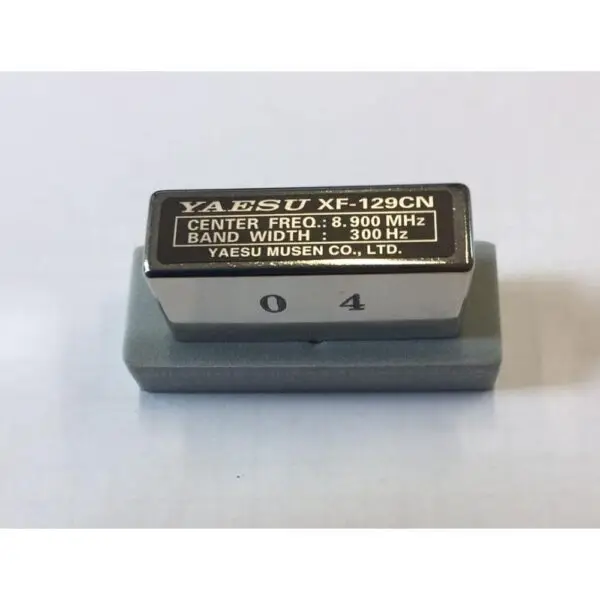 YAESU XF-129CN
CENTER FREQ.: 8.900 MHz
BAND WIDTH : 300 Hz
YAESU MUSEN CO., LTD.
0 4